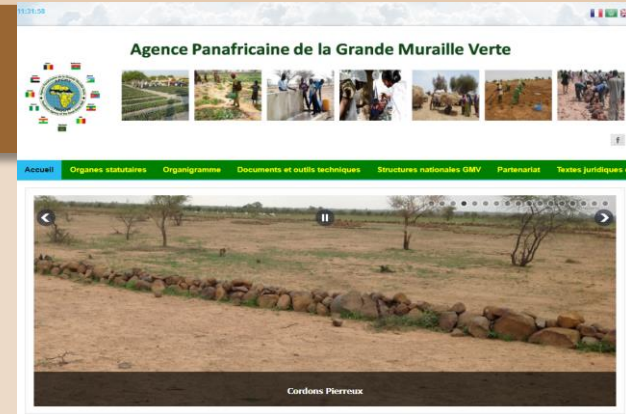 11:31:58
Agence Panafricaine de la Grande Muraille Verte
Accueil Organes statutaires Organigramme Documents et outils techniques Structures nationales GMV Partenariat Textes juridiques
Cordons Pierreux